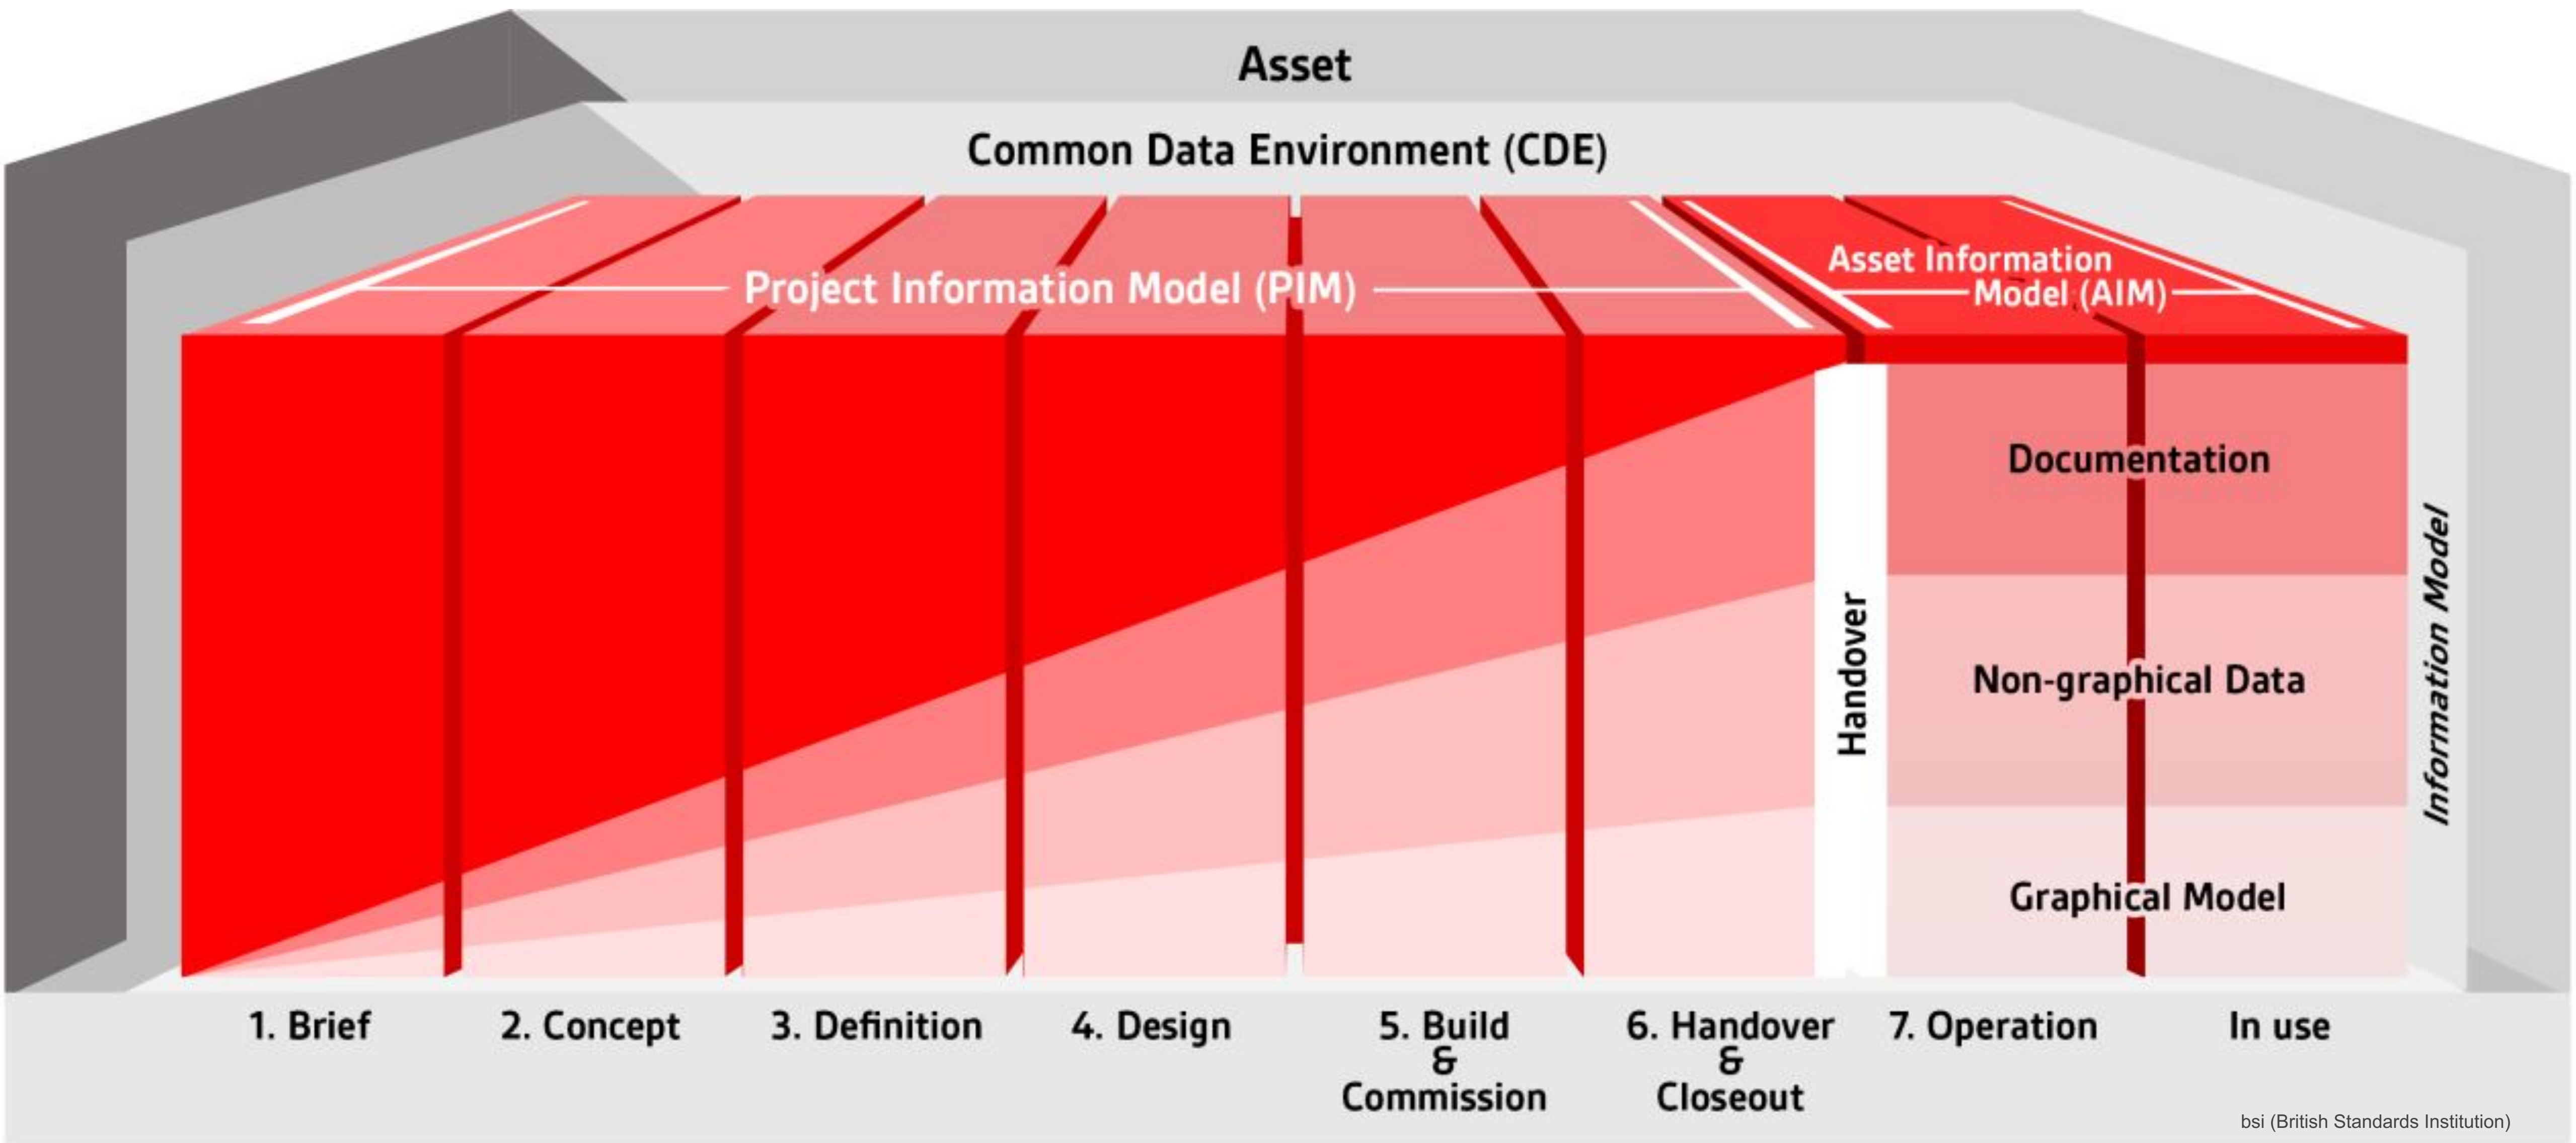 Asset
Common Data Environment (CDE)
Project Information Model (PIM)
Asset Information
Model (AIM)
Documentation
Non-graphical Data
Graphical Model
Handover
Information Model
1. Brief
2. Concept
3. Definition
4. Design
5. Build
&
Commission
6. Handover
&
Closeout
7. Operation
In use
bsi (British Standards Institution)